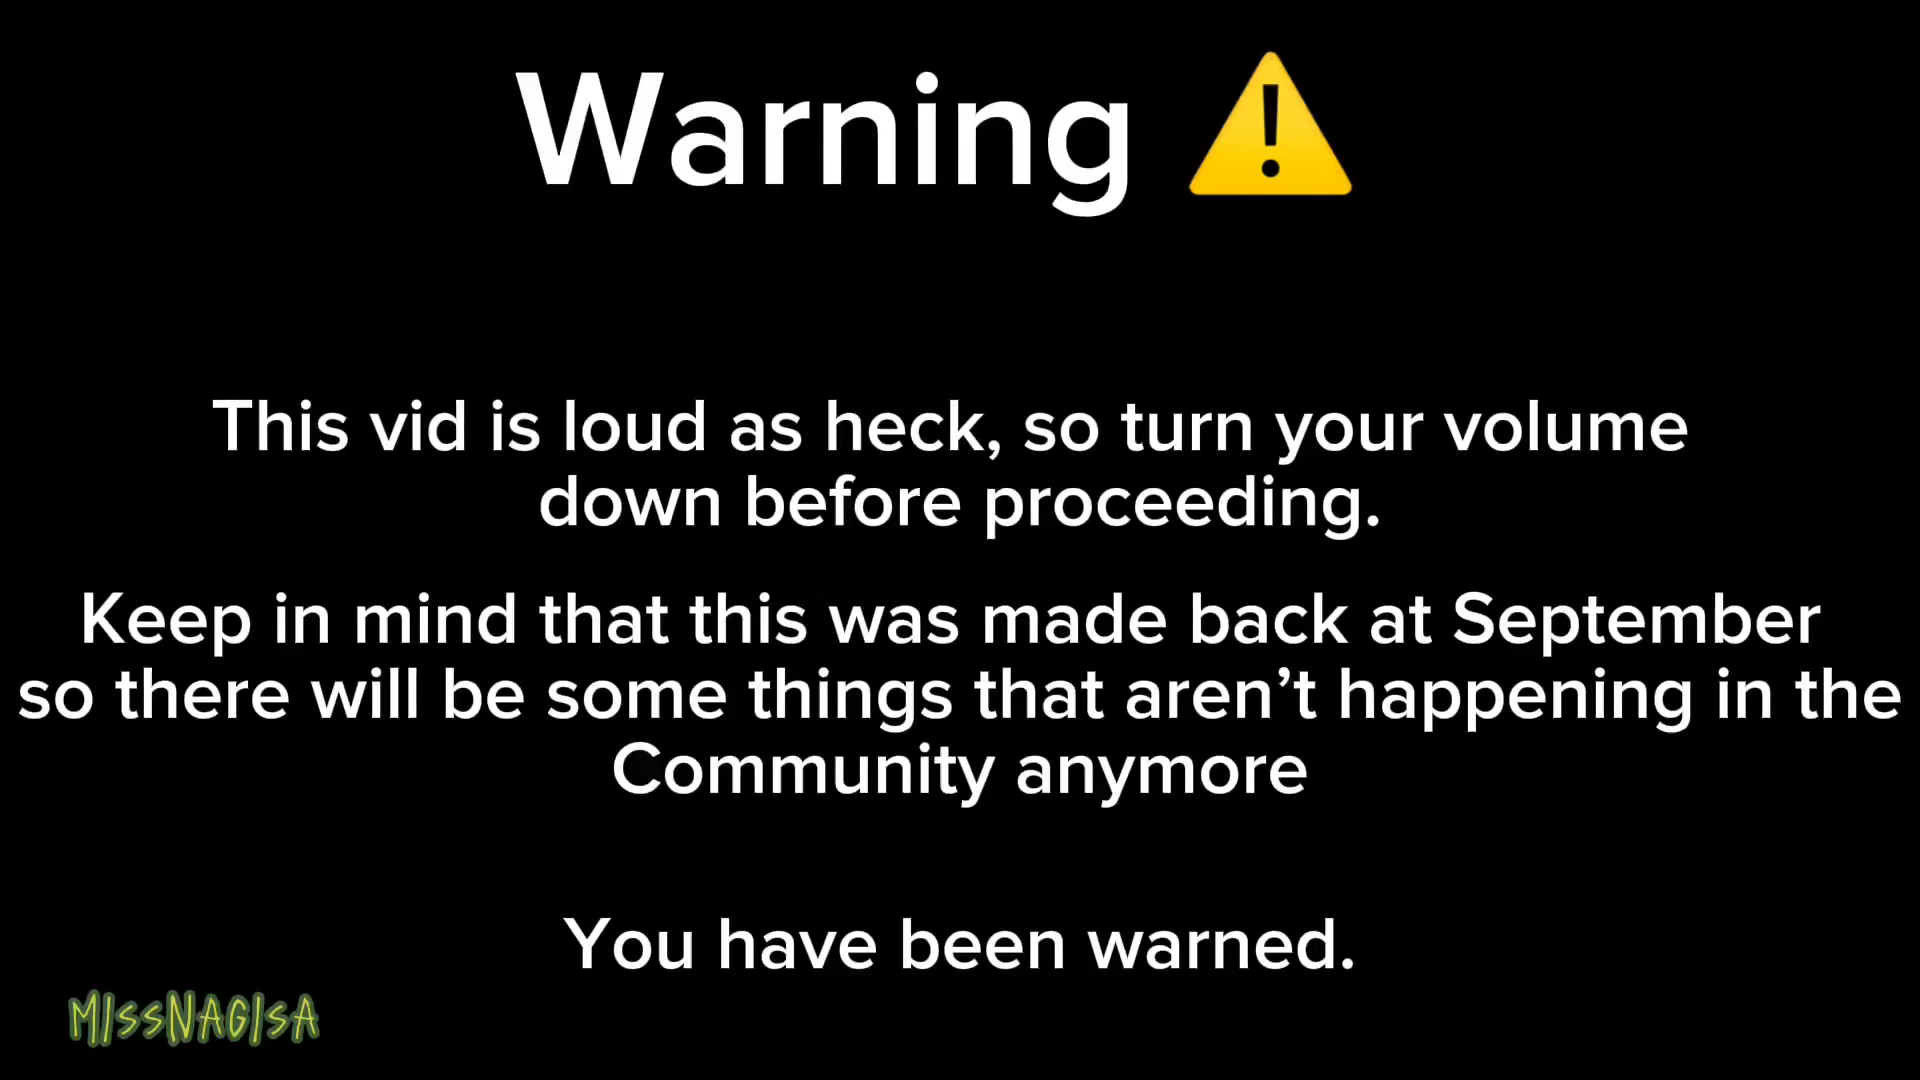 Warning ⚠️
This vid is loud as heck, so turn your volume
down before proceeding.
Keep in mind that this was made back at September
so there will be some things that aren’t happening in the
Community anymore
You have been warned.
MISSNAGISA